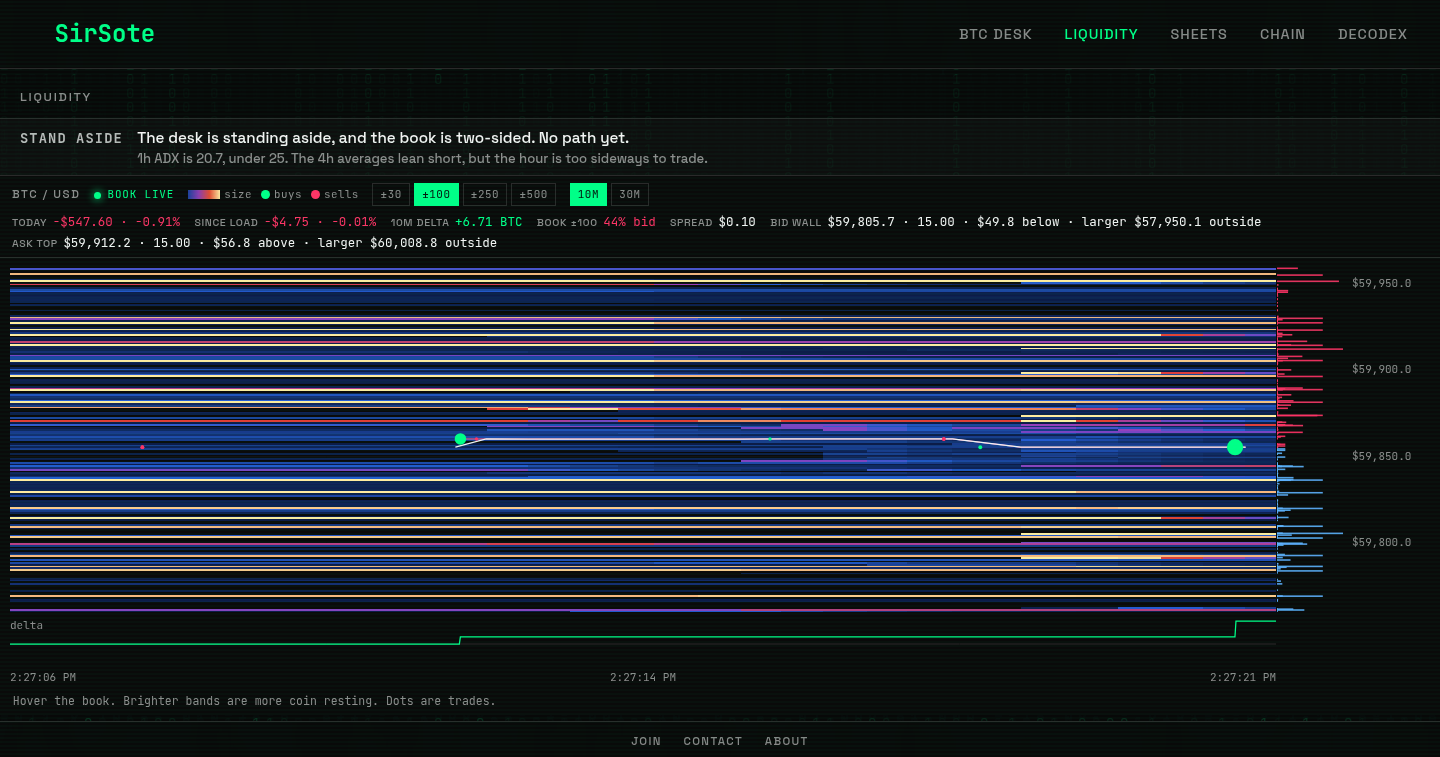 SirSote
BTC DESK LIQUIDITY SHEETS CHAIN DECODEX
LIQUIDITY
STAND ASIDE The desk is standing aside, and the book is two-sided. No path yet.
1h ADX is 20.7, under 25. The 4h averages lean short, but the hour is too sideways to trade.
BTC / USD BOOK LIVE size buys sells ±30 ±100 ±250 ±500 10M 30M
TODAY -$547.60 · -0.91% SINCE LOAD -$4.75 · -0.01% 10M DELTA +6.71 BTC BOOK ±100 44% bid SPREAD $0.10 BID WALL $59,805.7 · 15.00 · $49.8 below · larger $57,950.1 outside
ASK TOP $59,912.2 · 15.00 · $56.8 above · larger $60,008.8 outside
$59,950.0
$59,900.0
$59,850.0
$59,800.0
delta
2:27:06 PM 2:27:14 PM 2:27:21 PM
Hover the book. Brighter bands are more coin resting. Dots are trades.
JOIN CONTACT ABOUT